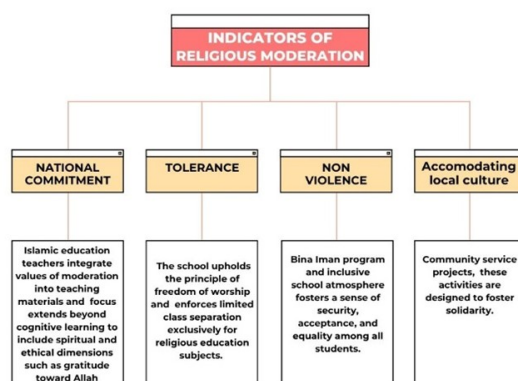 INDICATORS OF
RELIGIOUS MODERATION
NATIONAL
COMMITMENT
TOLERANCE
NON
VIOLENCE
Accomodating
local culture
Islamic education
teachers integrate
values of moderation
into teaching
materials and focus
extends beyond
cognitive learning to
include spiritual and
ethical dimensions
such as gratitude
toward Allah
The school upholds
the principle of
freedom of worship
and enforces limited
class separation
exclusively for
religious education
subjects.
Bina Iman program
and inclusive
school atmosphere
fosters a sense of
security,
acceptance, and
equality among all
students.
Community service
projects, these
activities are
designed to foster
solidarity.